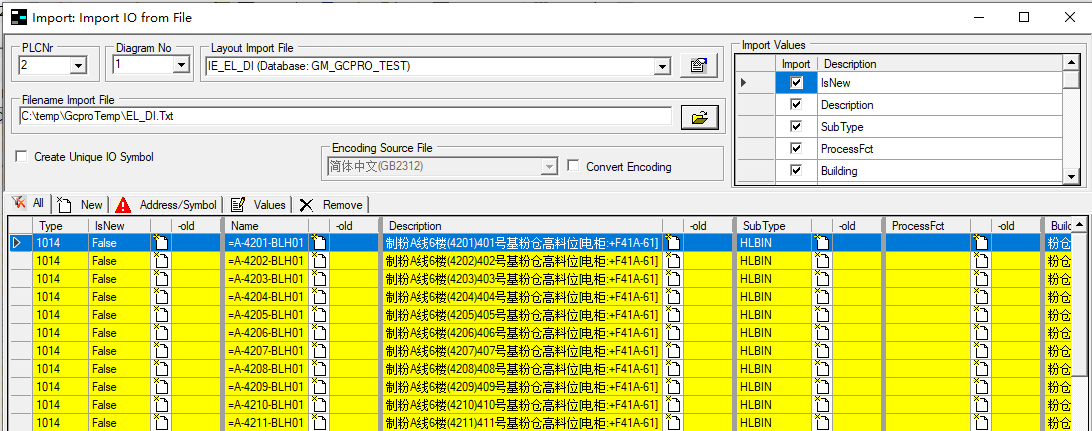 Import: Import IO from File
PLCNr
2
Diagram No
1
Layout Import File
IE_EL_DI (Database: GM_GCPRO_TEST)
Filename Import File
C:\temp\GcproTemp\EL_DI.Txt
Create Unique IO Symbol
Encoding Source File
简体中文(GB2312)
Convert Encoding
Import Values
Import Description
IsNew
Description
SubType
ProcessFct
Building
All New Address/Symbol Values Remove
Type IsNew -old Name -old Description -old SubType -old ProcessFct -old
1014 False =A-4201-BLH01 制粉A线6楼(4201)401号基粉仓高料位[电柜:+F41A-61] HLBIN 粉仓
1014 False =A-4202-BLH01 制粉A线6楼(4202)402号基粉仓高料位[电柜:+F41A-61] HLBIN 粉仓
1014 False =A-4203-BLH01 制粉A线6楼(4203)403号基粉仓高料位[电柜:+F41A-61] HLBIN 粉仓
1014 False =A-4204-BLH01 制粉A线6楼(4204)404号基粉仓高料位[电柜:+F41A-61] HLBIN 粉仓
1014 False =A-4205-BLH01 制粉A线6楼(4205)405号基粉仓高料位[电柜:+F41A-61] HLBIN 粉仓
1014 False =A-4206-BLH01 制粉A线6楼(4206)406号基粉仓高料位[电柜:+F41A-61] HLBIN 粉仓
1014 False =A-4207-BLH01 制粉A线6楼(4207)407号基粉仓高料位[电柜:+F41A-61] HLBIN 粉仓
1014 False =A-4208-BLH01 制粉A线6楼(4208)408号基粉仓高料位[电柜:+F41A-61] HLBIN 粉仓
1014 False =A-4209-BLH01 制粉A线6楼(4209)409号基粉仓高料位[电柜:+F41A-61] HLBIN 粉仓
1014 False =A-4210-BLH01 制粉A线6楼(4210)410号基粉仓高料位[电柜:+F41A-61] HLBIN 粉仓
1014 False =A-4211-BLH01 制粉A线6楼(4211)411号基粉仓高料位[电柜:+F41A-61] HLBIN 粉仓